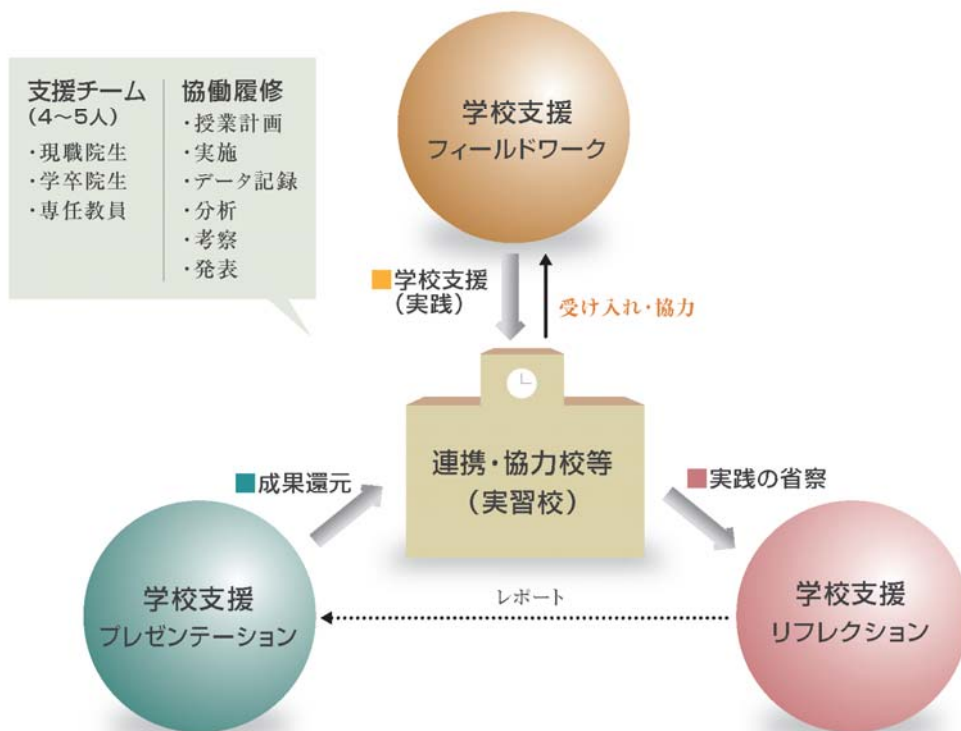 支援チーム
(4〜5人)
・現職院生
・学卒院生
・専任教員
協働履修
・授業計画
・実施
・データ記録
・分析
・考察
・発表
学校支援
フィールドワーク
学校支援
(実践)
受け入れ・協力
連携・協力校等
(実習校)
成果還元
実践の省察
学校支援
プレゼンテーション
レポート
学校支援
リフレクション